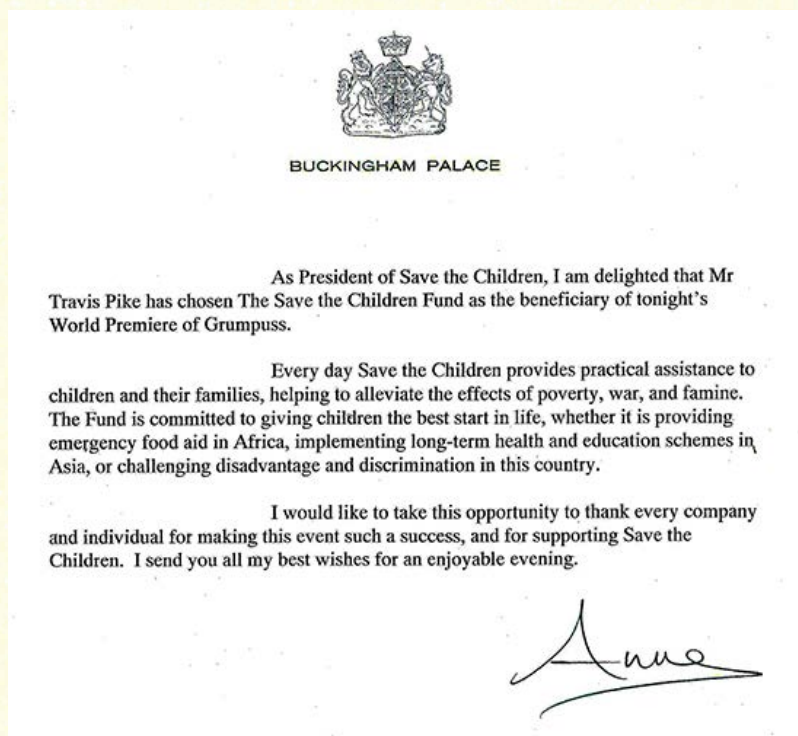 BUCKINGHAM PALACE
As President of Save the Children, I am delighted that Mr
Travis Pike has chosen The Save the Children Fund as the beneficiary of tonight's
World Premiere of Grumpuss.
Every day Save the Children provides practical assistance to
children and their families, helping to alleviate the effects of poverty, war, and famine.
The Fund is committed to giving children the best start in life, whether it is providing
emergency food aid in Africa, implementing long-term health and education schemes in
Asia, or challenging disadvantage and discrimination in this country.
I would like to take this opportunity to thank every company
and individual for making this event such a success, and for supporting Save the
Children. I send you all my best wishes for an enjoyable evening.
Anne